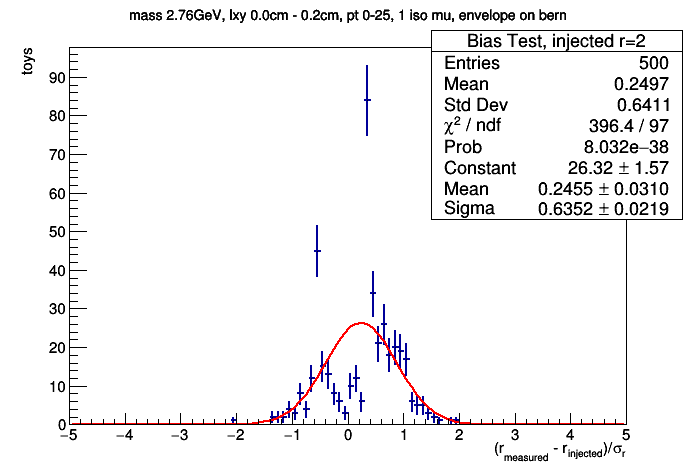 mass 2.76GeV, lxy 0.0cm - 0.2cm, pt 0-25, 1 iso mu, envelope on bern
Bias Test, injected r=2
Entries 500
Mean 0.2497
Std Dev 0.6411
χ² / ndf 396.4 / 97
Prob 8.032e−38
Constant 26.32 ± 1.57
Mean 0.2455 ± 0.0310
Sigma 0.6352 ± 0.0219
toys
90
80
70
60
50
40
30
20
10
0
−5 −4 −3 −2 −1 0 1 2 3 4 5
(r_measured - r_injected)/σ_r